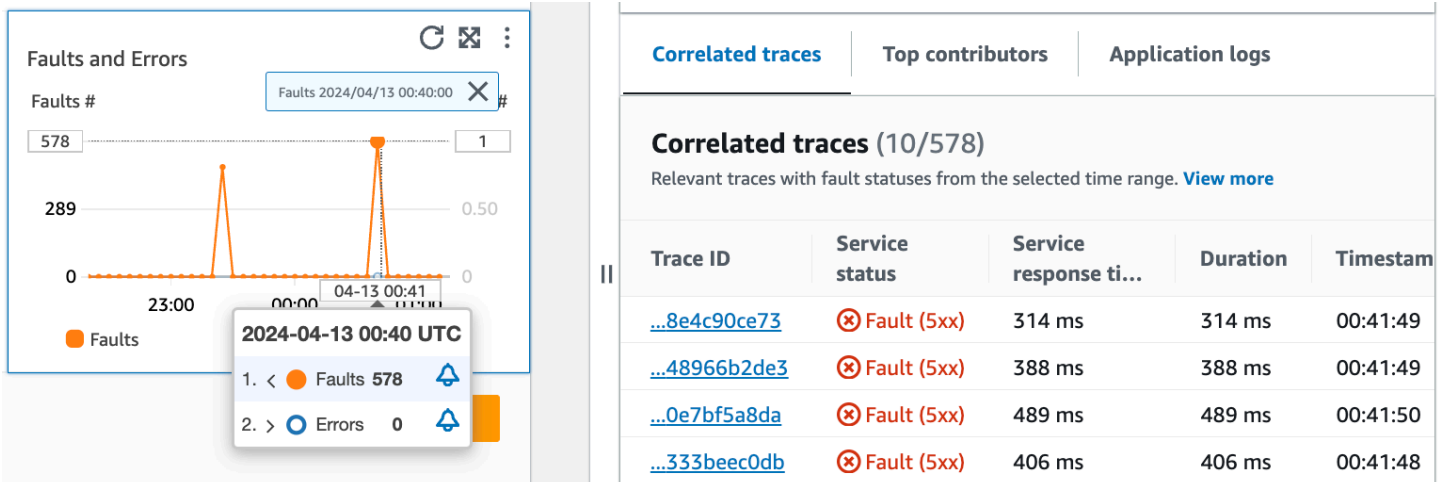 Faults and Errors
Faults 2024/04/13 00:40:00
Faults #
#
578
1
289
0.50
0
0
04-13 00:41
23:00
00:00
01:00
Faults
2024-04-13 00:40 UTC
1. < Faults 578
2. > Errors 0
Correlated traces
Top contributors
Application logs
Correlated traces (10/578)
Relevant traces with fault statuses from the selected time range. View more
Trace ID Service status Service response ti... Duration Timestam
...8e4c90ce73 Fault (5xx) 314 ms 314 ms 00:41:49
...48966b2de3 Fault (5xx) 388 ms 388 ms 00:41:49
...0e7bf5a8da Fault (5xx) 489 ms 489 ms 00:41:50
...333beec0db Fault (5xx) 406 ms 406 ms 00:41:48